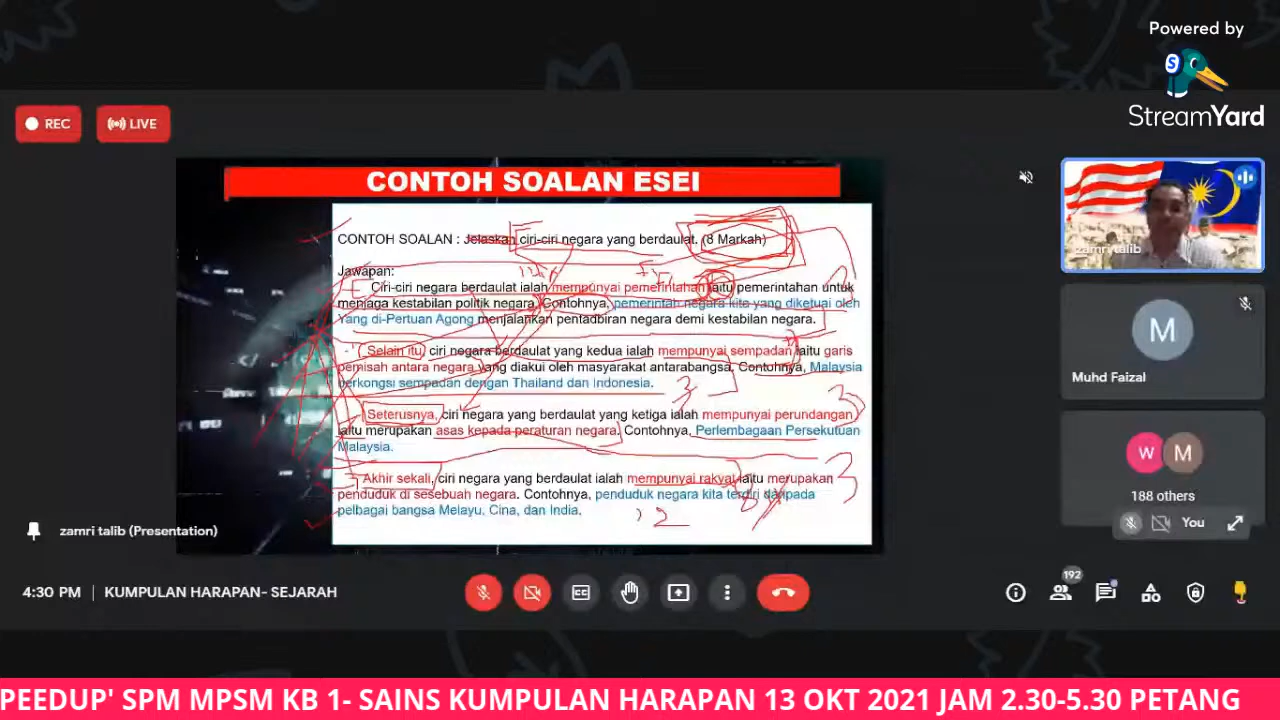 Powered by
StreamYard
REC
LIVE
CONTOH SOALAN ESEI
CONTOH SOALAN : Jelaskan ciri-ciri negara yang berdaulat. (8 Markah)
Jawapan:
Ciri-ciri negara berdaulat ialah mempunyai pemerintahan iaitu pemerintahan untuk
menjaga kestabilan politik negara. Contohnya, pemerintah negara kita yang diketuai oleh
Yang di-Pertuan Agong menjalankan pentadbiran negara demi kestabilan negara.
Selain itu, ciri negara berdaulat yang kedua ialah mempunyai sempadan iaitu garis
pemisah antara negara yang diakui oleh masyarakat antarabangsa. Contohnya, Malaysia
berkongsi sempadan dengan Thailand dan Indonesia.
3
Seterusnya, ciri negara yang berdaulat yang ketiga ialah mempunyai perundangan
iaitu merupakan asas kepada peraturan negara. Contohnya, Perlembagaan Persekutuan
Malaysia.
3
Akhir sekali, ciri negara yang berdaulat ialah mempunyai rakyat iaitu merupakan
penduduk di sesebuah negara. Contohnya, penduduk negara kita terdiri daripada
pelbagai bangsa Melayu, Cina, dan India.
3
12
zamri talib
M
Muhd Faizal
W M
188 others
You
zamri talib (Presentation)
4:30 PM | KUMPULAN HARAPAN- SEJARAH
192
PEEDUP' SPM MPSM KB 1- SAINS KUMPULAN HARAPAN 13 OKT 2021 JAM 2.30-5.30 PETANG